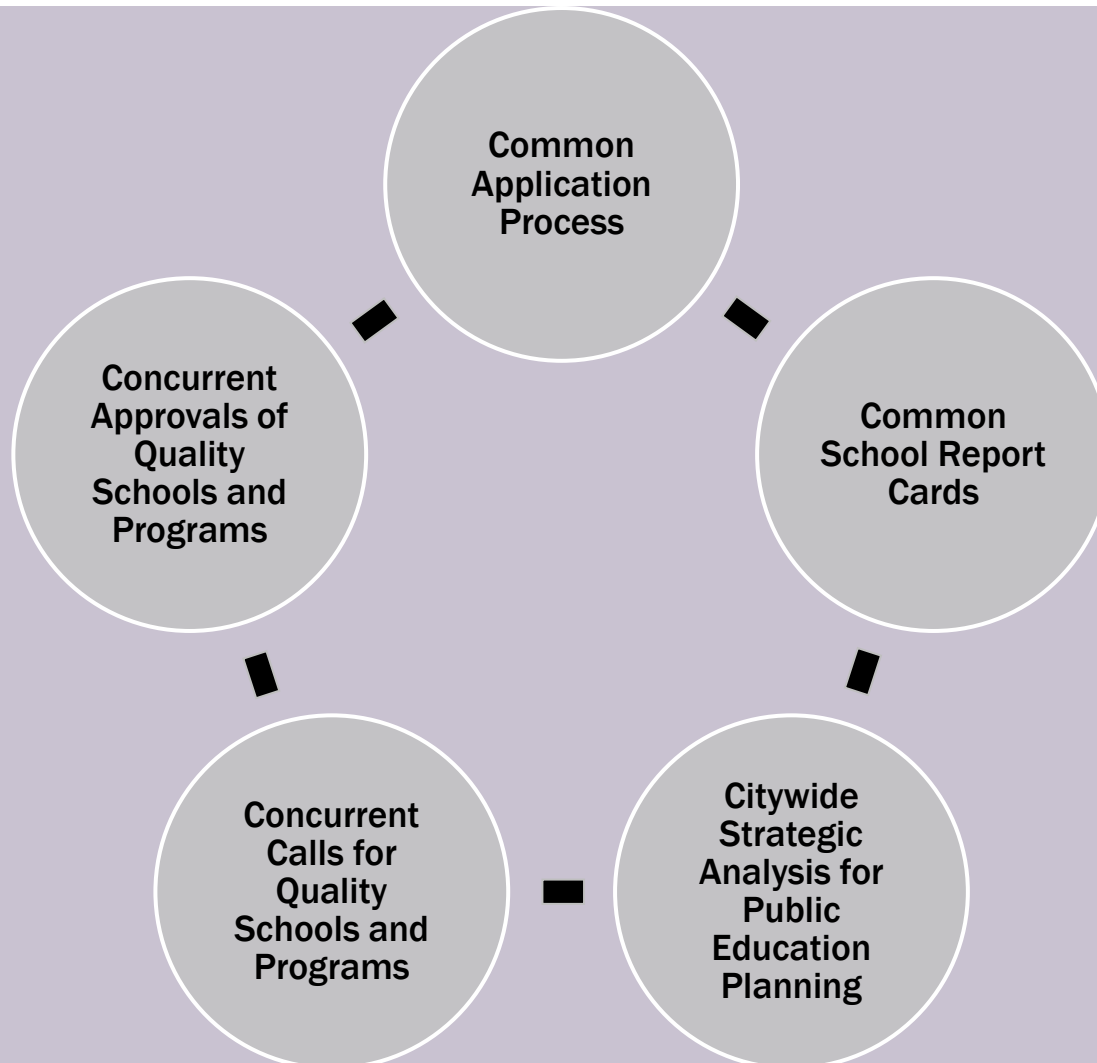 Common
Application
Process
Common
School Report
Cards
Citywide
Strategic
Analysis for
Public
Education
Planning
Concurrent
Calls for
Quality
Schools and
Programs
Concurrent
Approvals of
Quality
Schools and
Programs